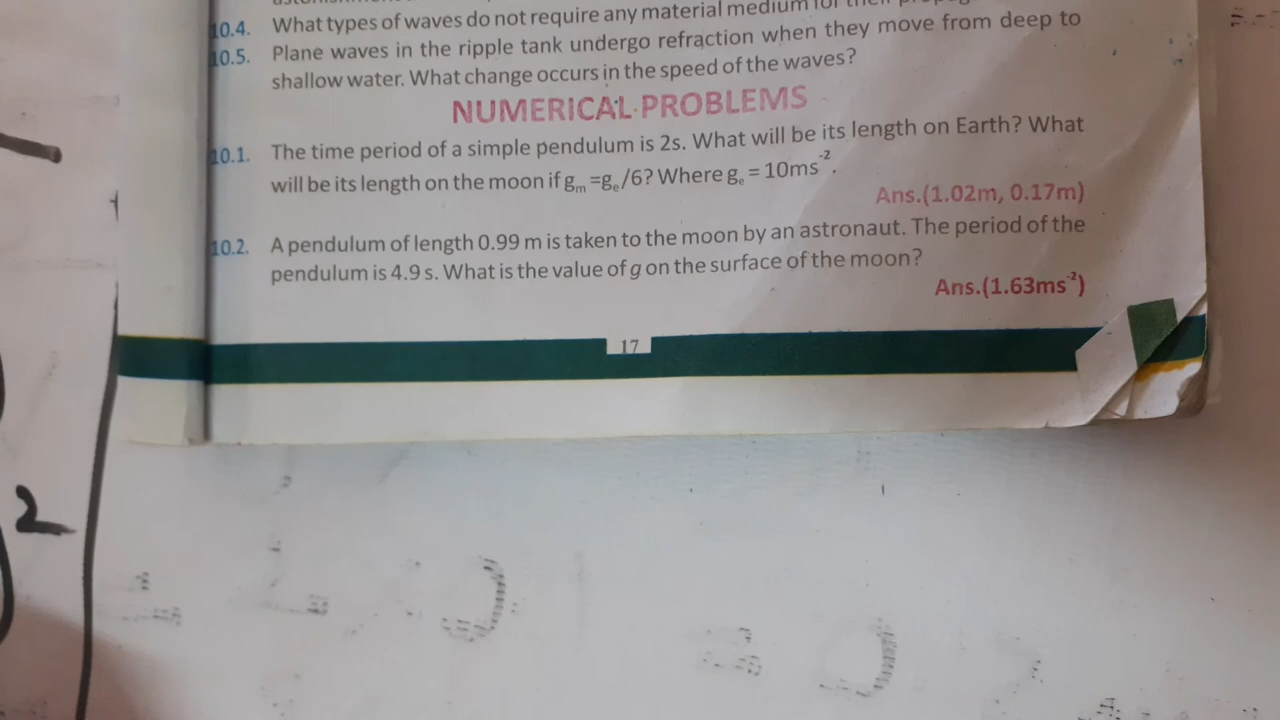 10.4. What types of waves do not require any material medium for their
10.5. Plane waves in the ripple tank undergo refraction when they move from deep to
shallow water. What change occurs in the speed of the waves?
NUMERICAL PROBLEMS
10.1. The time period of a simple pendulum is 2s. What will be its length on Earth? What
will be its length on the moon if gₘ =gₑ/6? Where gₑ = 10ms⁻².
Ans.(1.02m, 0.17m)
10.2. A pendulum of length 0.99 m is taken to the moon by an astronaut. The period of the
pendulum is 4.9 s. What is the value of g on the surface of the moon?
Ans.(1.63ms⁻²)
17
2